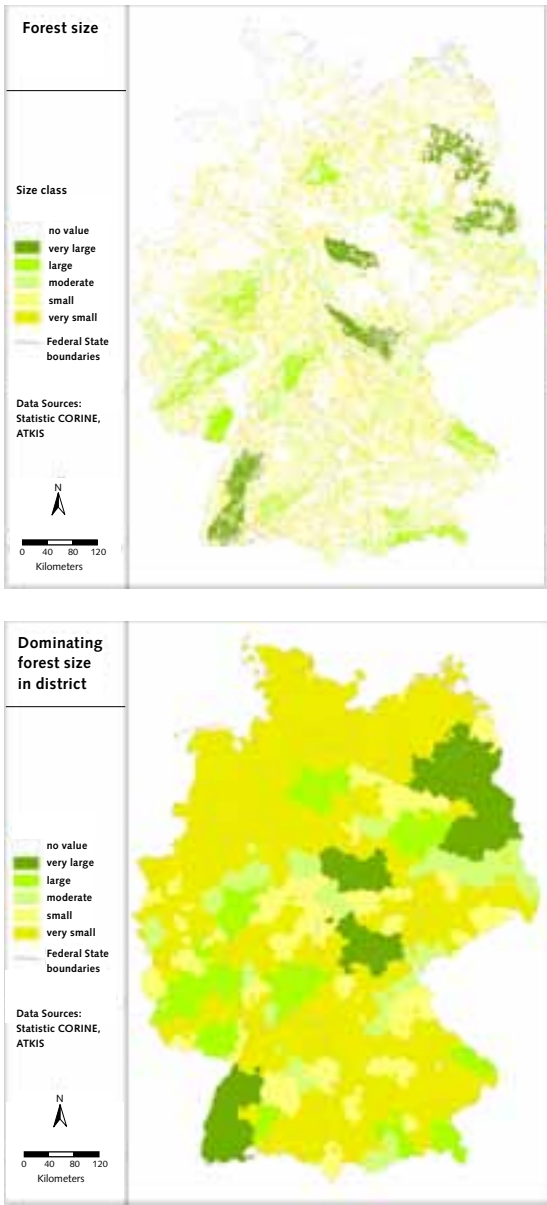 Forest size
Size class
no value
very large
large
moderate
small
very small
Federal State
boundaries
Data Sources:
Statistic CORINE,
ATKIS
N
0 40 80 120
Kilometers
Dominating
forest size
in district
no value
very large
large
moderate
small
very small
Federal State
boundaries
Data Sources:
Statistic CORINE,
ATKIS
N
0 40 80 120
Kilometers